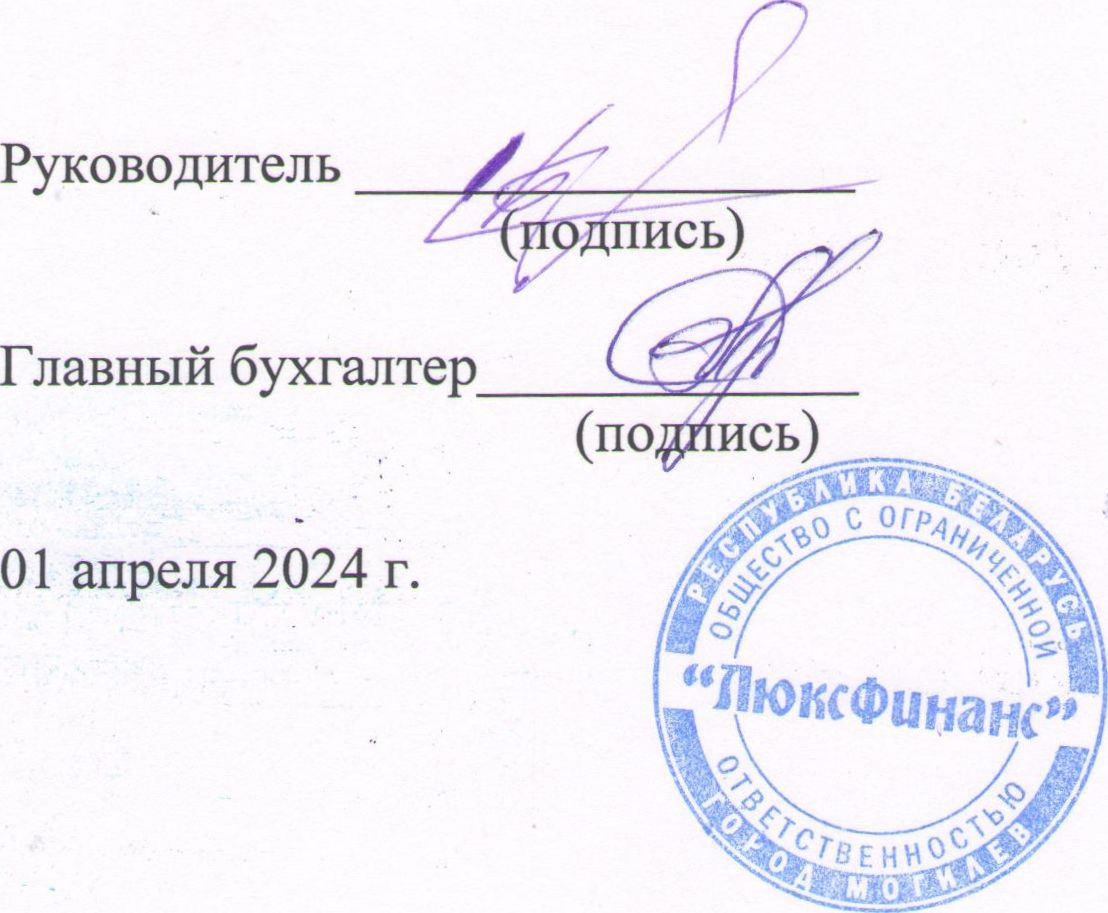 Руководитель
(подпись)
Главный бухгалтер
(подпись)
01 апреля 2024 г.
РЕСПУБЛИКА БЕЛАРУСЬ
ОБЩЕСТВО С ОГРАНИЧЕННОЙ
“ЛюксФинанс”
ОТВЕТСТВЕННОСТЬЮ
ГОРОД МОГИЛЕВ